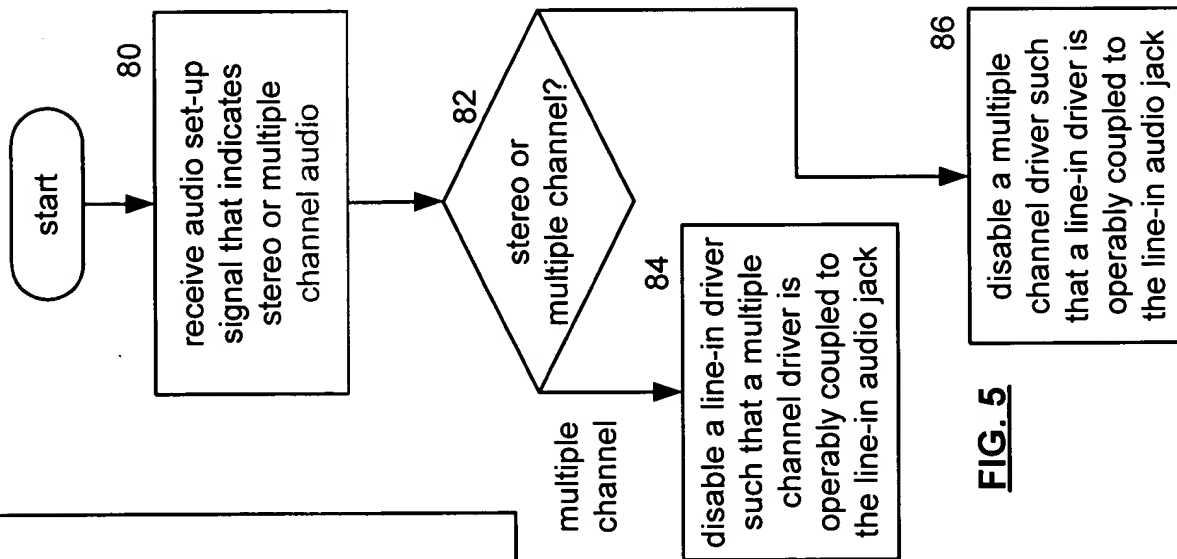 start
80
receive audio set-up
signal that indicates
stereo or multiple
channel audio
82
stereo or
multiple channel?
multiple
channel
84
disable a line-in driver
such that a multiple
channel driver is
operably coupled to
the line-in audio jack
86
disable a multiple
channel driver such
that a line-in driver is
operably coupled to
the line-in audio jack
FIG. 5